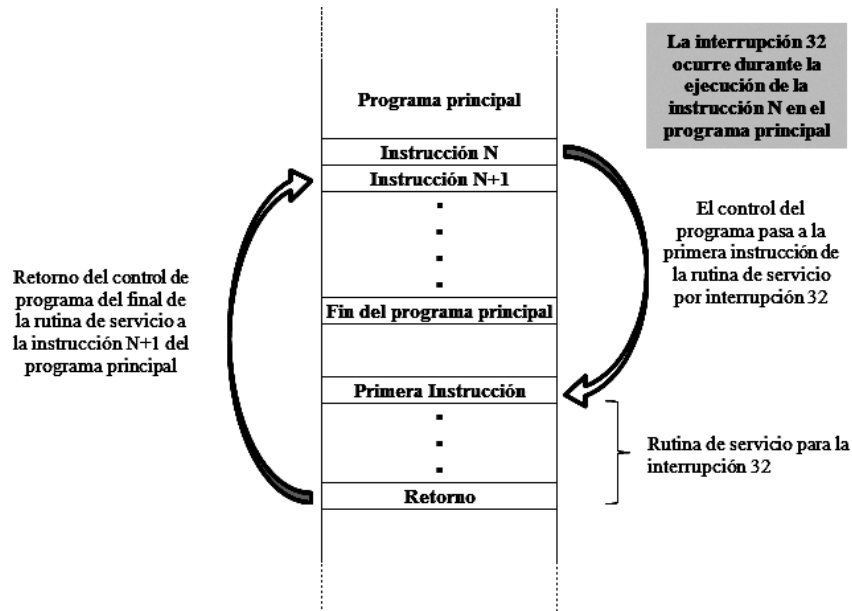 La interrupción 32
ocurre durante la
ejecución de la
instrucción N en el
programa principal
Programa principal
Instrucción N
Instrucción N+1
Fin del programa principal
Primera Instrucción
Retorno
El control del
programa pasa a la
primera instrucción de
la rutina de servicio
por interrupción 32
Retorno del control de
programa del final de
la rutina de servicio a
la instrucción N+1 del
programa principal
Rutina de servicio para la
interrupción 32